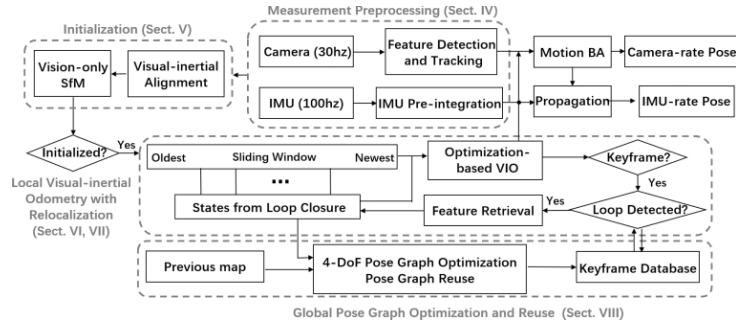 Initialization (Sect. V)
Measurement Preprocessing (Sect. IV)
Vision-only
SfM
Visual-inertial
Alignment
Camera (30hz)
Feature Detection
and Tracking
Motion BA
Camera-rate Pose
IMU (100hz)
IMU Pre-integration
Propagation
IMU-rate Pose
Initialized?
Yes
Local Visual-inertial
Odometry with
Relocalization
(Sect. VI, VII)
Oldest Sliding Window Newest
...
States from Loop Closure
Optimization-
based VIO
Keyframe?
Yes
Feature Retrieval
Yes
Loop Detected?
Previous map
4-DoF Pose Graph Optimization
Pose Graph Reuse
Keyframe Database
Global Pose Graph Optimization and Reuse (Sect. VIII)